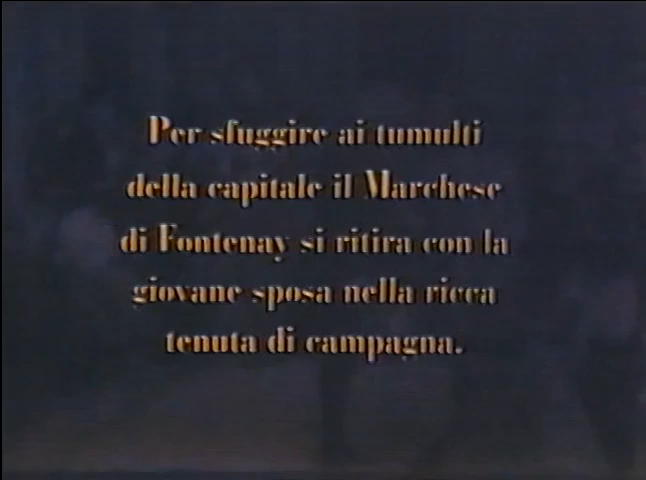 Per sfuggire ai tumulti
della capitale il Marchese
di Fontenay si ritira con la
giovane sposa nella ricca
tenuta di campagna.